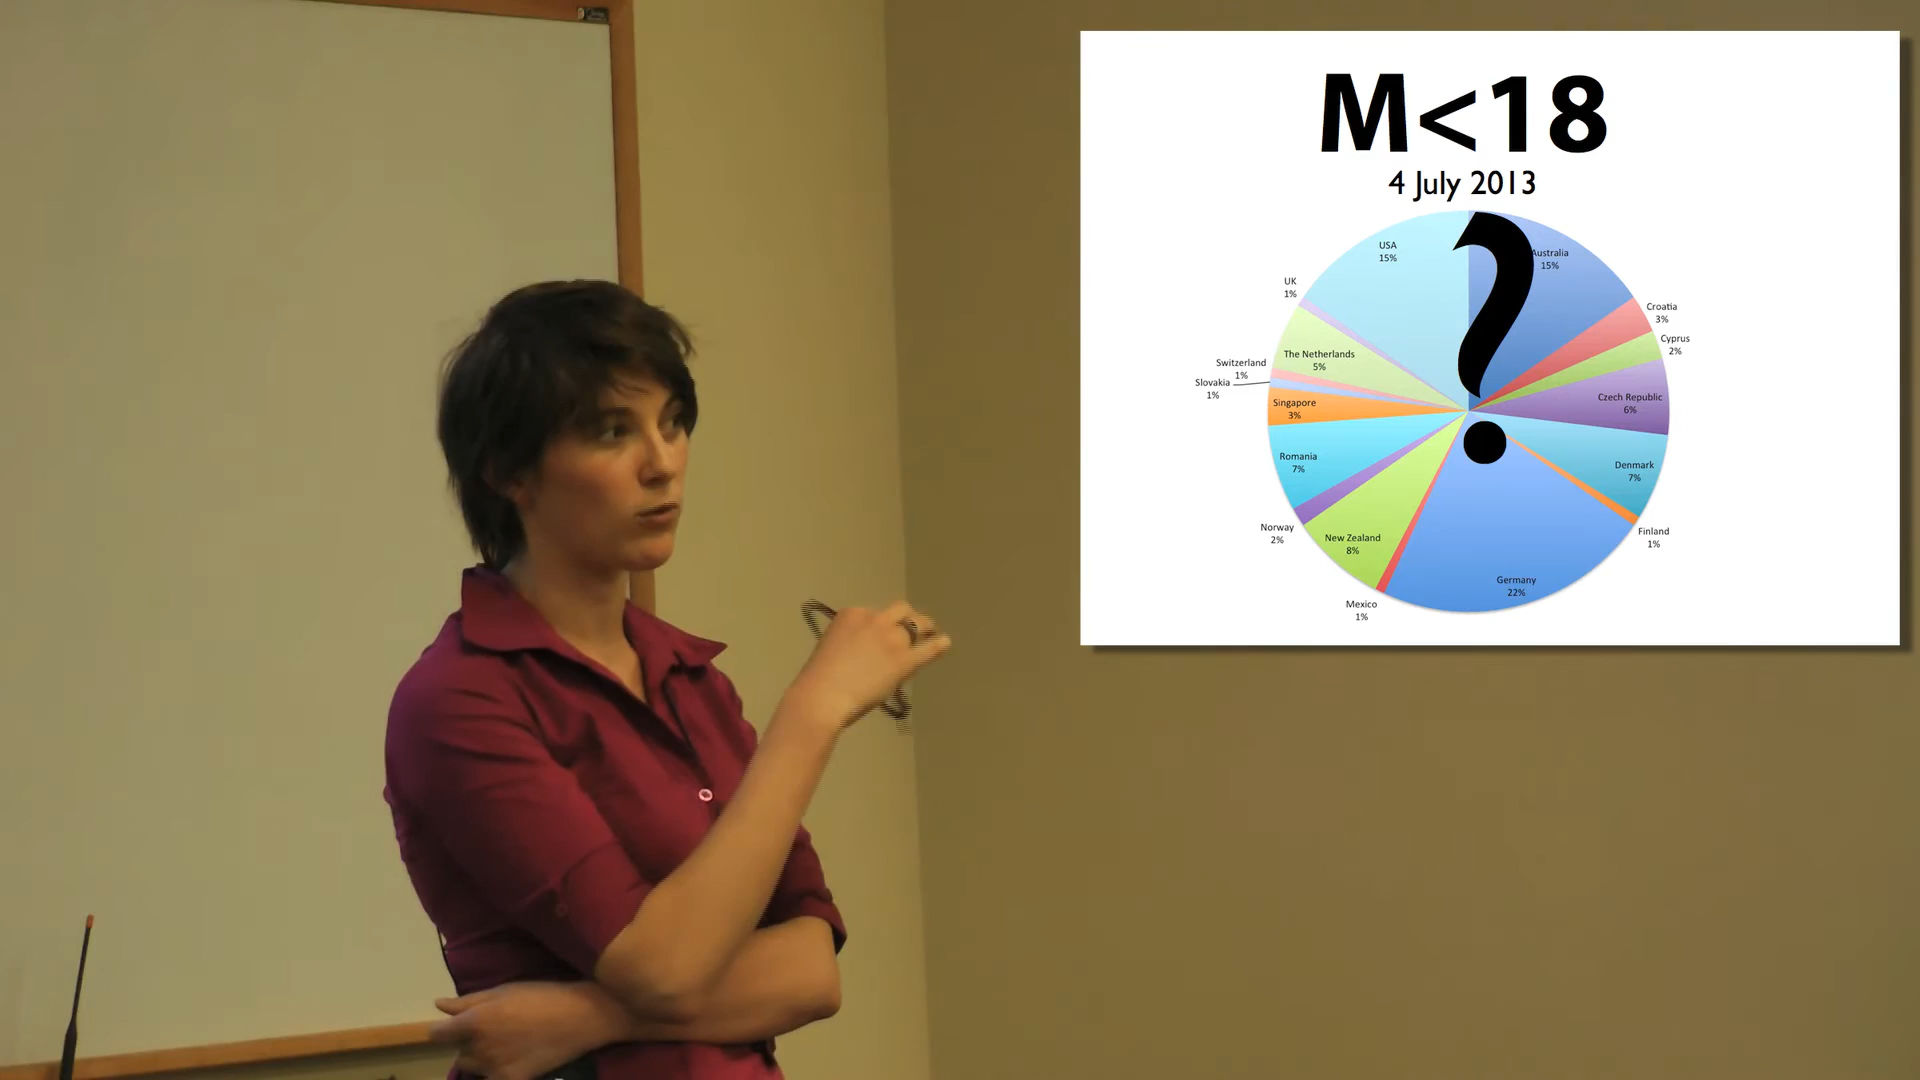 M<18
4 July 2013
?
USA
15%
Australia
15%
UK
1%
Croatia
3%
Cyprus
2%
The Netherlands
5%
Switzerland
1%
Slovakia
1%
Czech Republic
6%
Singapore
3%
Romania
7%
Denmark
7%
Norway
2%
New Zealand
8%
Finland
1%
Germany
22%
Mexico
1%